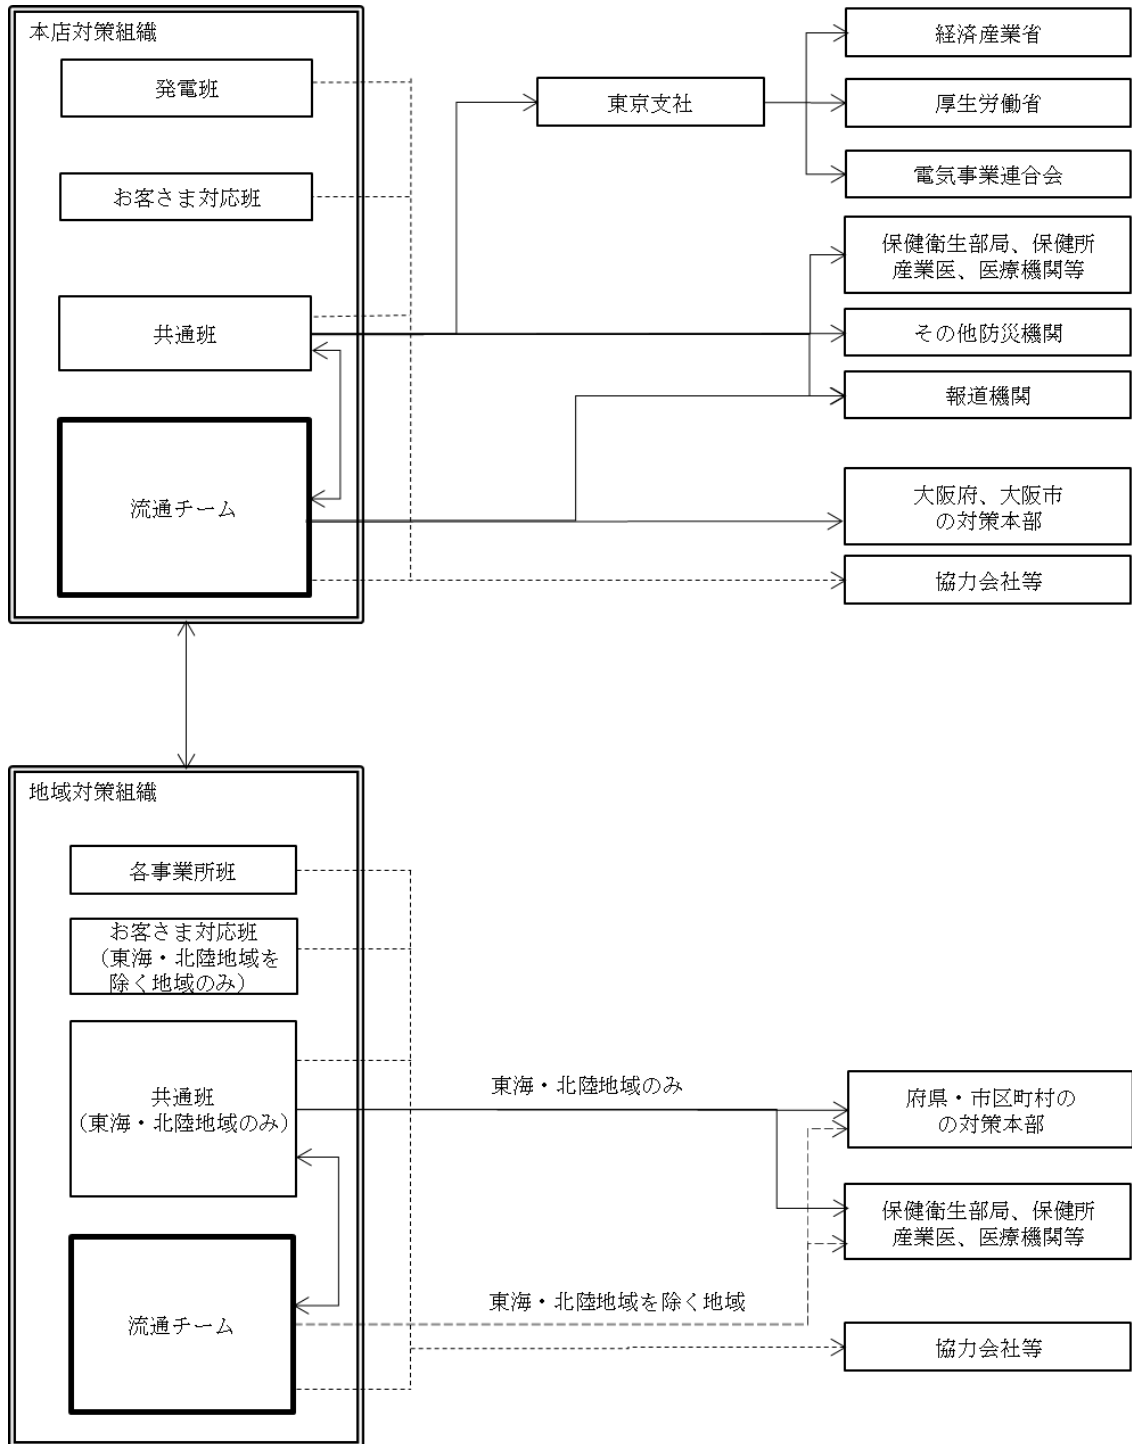 本店対策組織
発電班
お客さま対応班
共通班
流通チーム
東京支社
経済産業省
厚生労働省
電気事業連合会
保健衛生部局、保健所
産業医、医療機関等
その他防災機関
報道機関
大阪府、大阪市
の対策本部
協力会社等
地域対策組織
各事業所班
お客さま対応班
（東海・北陸地域を
除く地域のみ）
共通班
（東海・北陸地域のみ）
流通チーム
東海・北陸地域のみ
東海・北陸地域を除く地域
府県・市区町村の
の対策本部
保健衛生部局、保健所
産業医、医療機関等
協力会社等